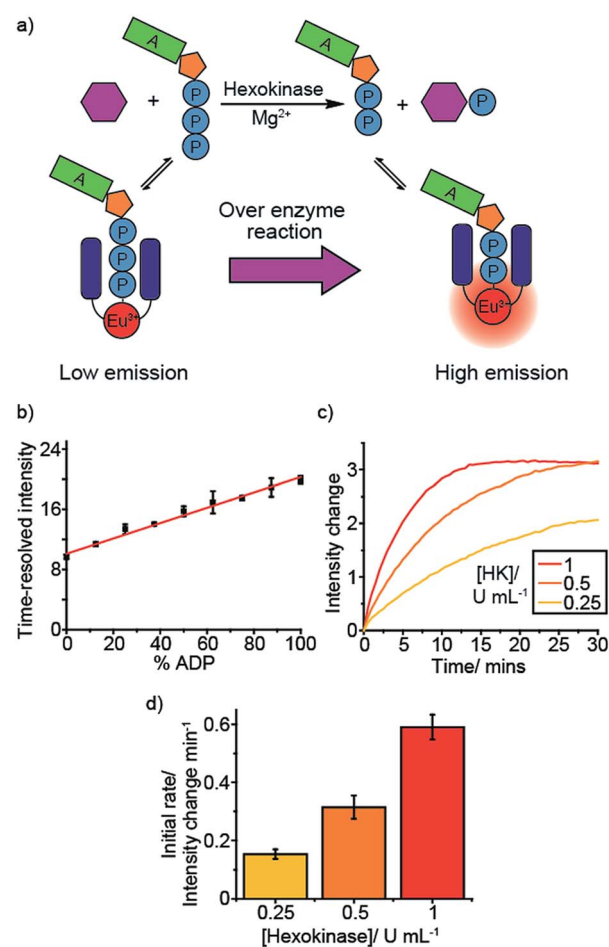 a)
A
P
P
P
+
Hexokinase
Mg²⁺
A
P
P
+
P
A
P
P
P
Eu³⁺
Low emission
Over enzyme
reaction
A
P
P
Eu³⁺
High emission
b)
Time-resolved intensity
24
16
8
0
0 20 40 60 80 100
% ADP
c)
Intensity change
3
2
1
0
0 5 10 15 20 25 30
Time/ mins
[HK]/
U mL⁻¹
1
0.5
0.25
d)
Initial rate/
Intensity change min⁻¹
0.6
0.4
0.2
0
0.25 0.5 1
[Hexokinase]/ U mL⁻¹